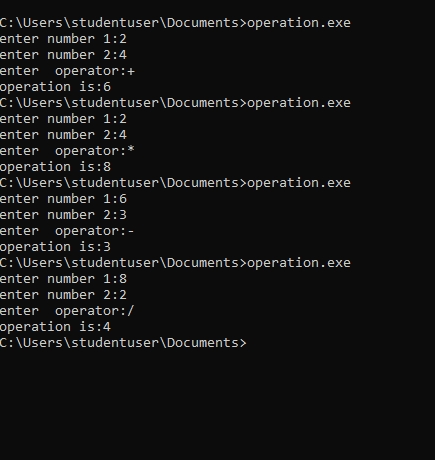 C:\Users\studentuser\Documents>operation.exe
enter number 1:2
enter number 2:4
enter  operator:+
operation is:6
C:\Users\studentuser\Documents>operation.exe
enter number 1:2
enter number 2:4
enter  operator:*
operation is:8
C:\Users\studentuser\Documents>operation.exe
enter number 1:6
enter number 2:3
enter  operator:-
operation is:3
C:\Users\studentuser\Documents>operation.exe
enter number 1:8
enter number 2:2
enter  operator:/
operation is:4
C:\Users\studentuser\Documents>